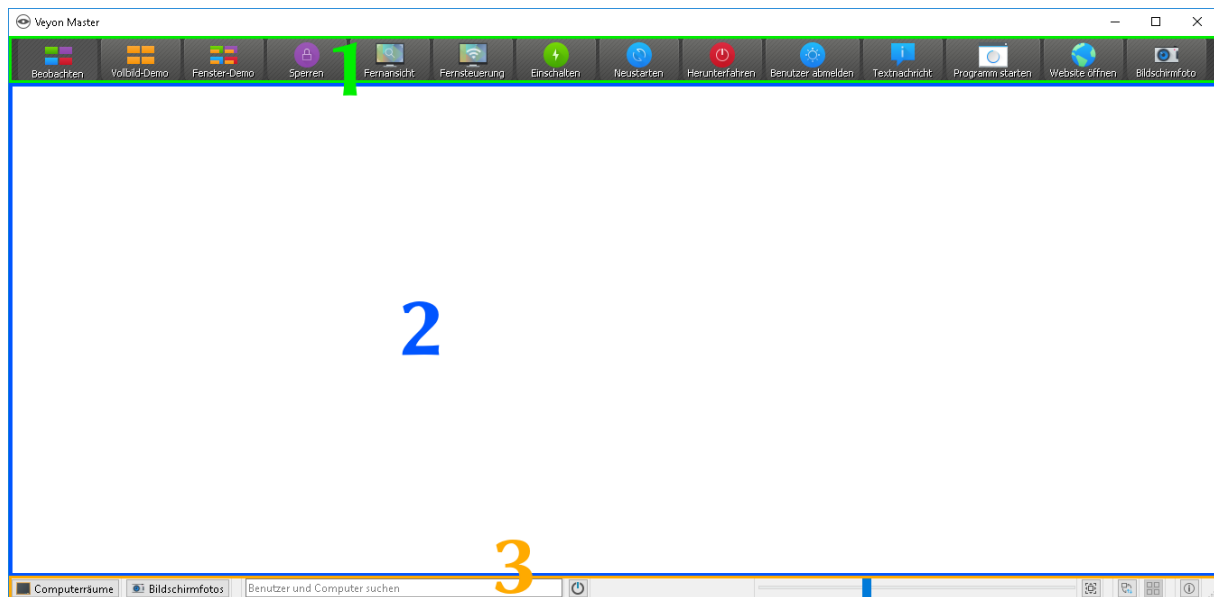 Veyon Master
Beobachten Vollbild-Demo Fenster-Demo Sperren Fernansicht Fernsteuerung Einschalten Neustarten Herunterfahren Benutzer abmelden Textnachricht Programm starten Website öffnen Bildschirmfoto
1
2
3
Computerräume Bildschirmfotos Benutzer und Computer suchen